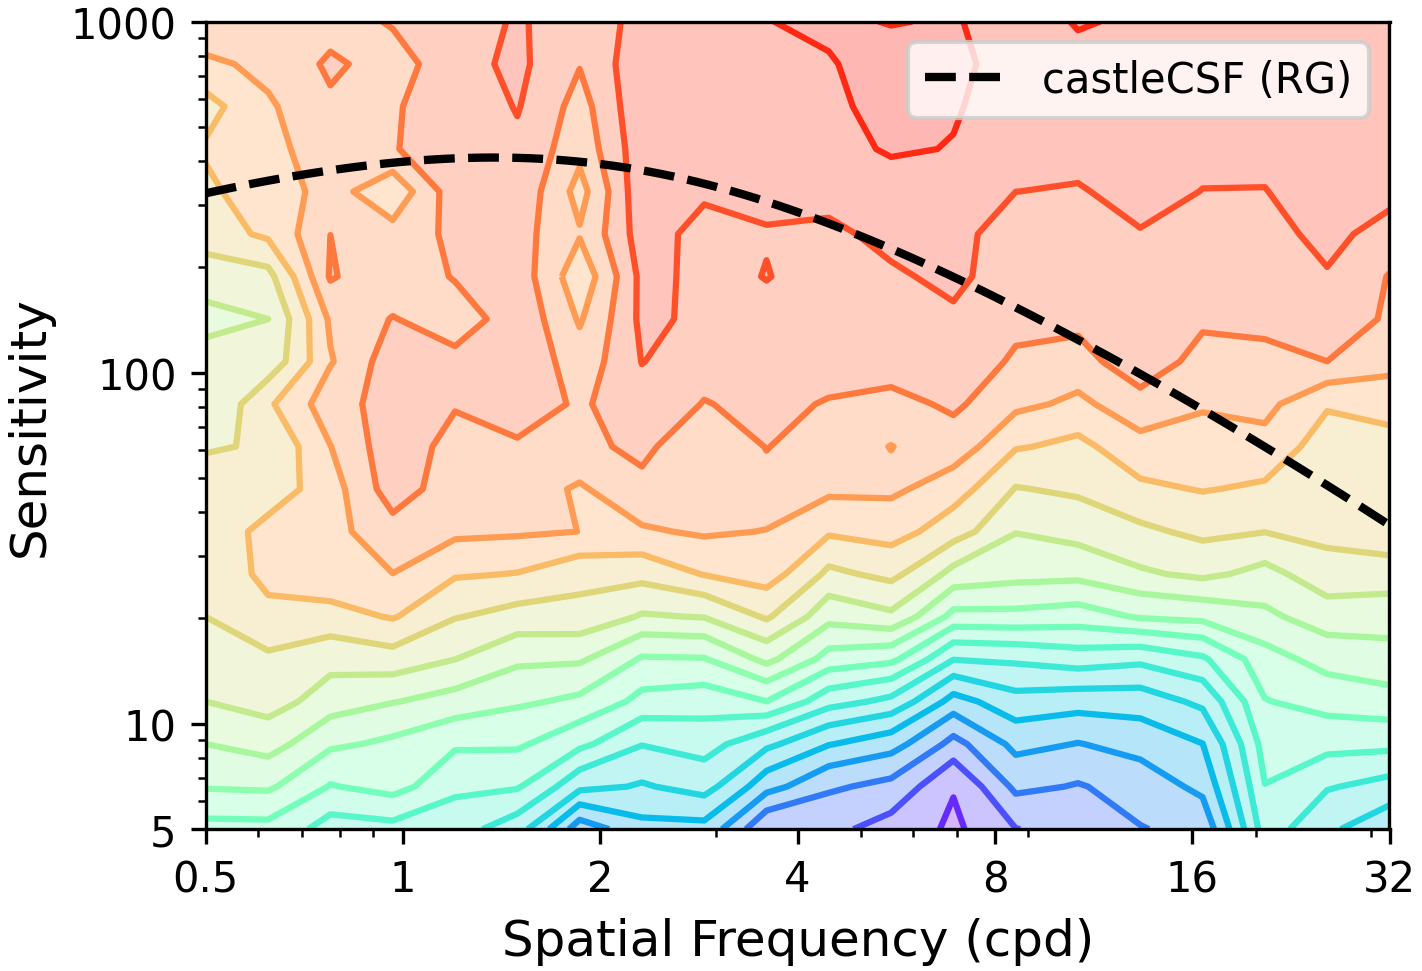 1000
100
10
5
Sensitivity
castleCSF (RG)
0.5 1 2 4 8 16 32
Spatial Frequency (cpd)